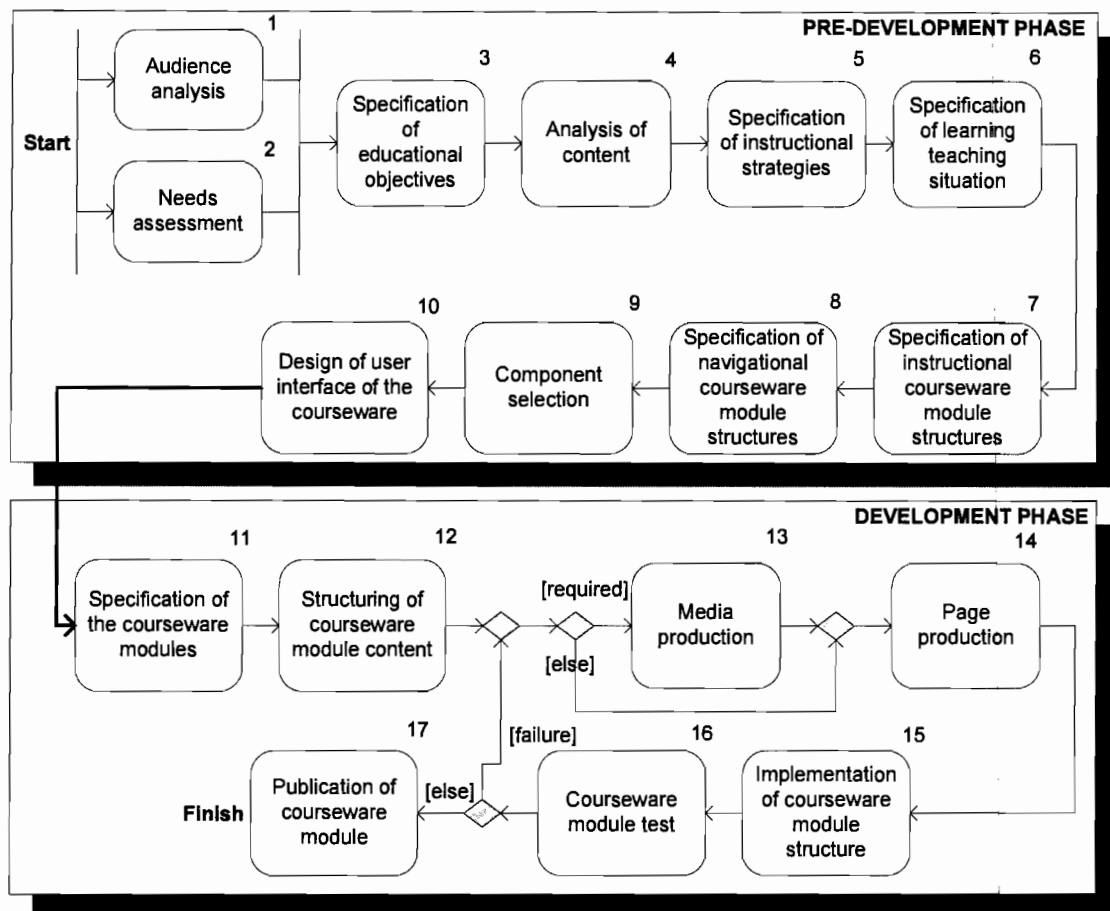 PRE-DEVELOPMENT PHASE
Start
1
Audience
analysis
2
Needs
assessment
3
Specification
of
educational
objectives
4
Analysis of
content
5
Specification
of instructional
strategies
6
Specification
of learning
teaching
situation
7
Specification of
instructional
courseware
module
structures
8
Specification of
navigational
courseware
module
structures
9
Component
selection
10
Design of user
interface of the
courseware
DEVELOPMENT PHASE
11
Specification of
the courseware
modules
12
Structuring of
courseware
module content
[required]
[else]
13
Media
production
14
Page
production
15
Implementation
of courseware
module
structure
16
Courseware
module test
[failure]
[else]
17
Publication of
courseware
module
Finish